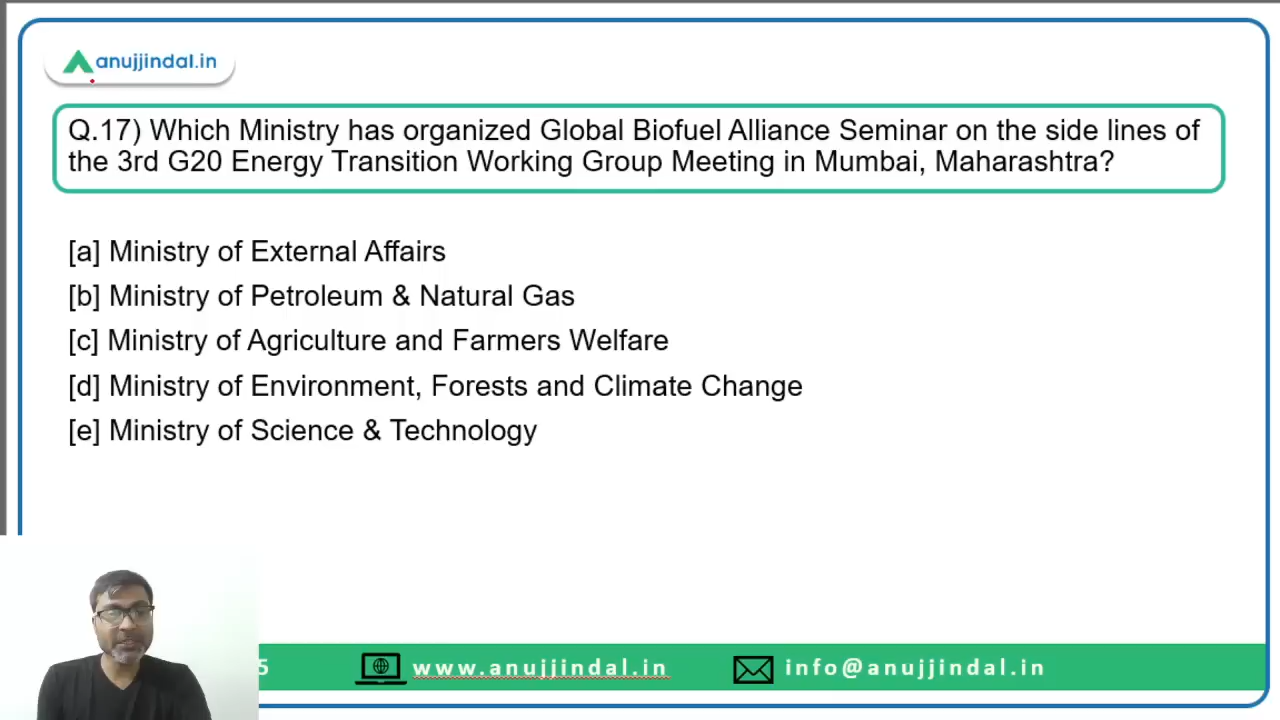 anujjindal.in
Q.17) Which Ministry has organized Global Biofuel Alliance Seminar on the side lines of
the 3rd G20 Energy Transition Working Group Meeting in Mumbai, Maharashtra?
[a] Ministry of External Affairs
[b] Ministry of Petroleum & Natural Gas
[c] Ministry of Agriculture and Farmers Welfare
[d] Ministry of Environment, Forests and Climate Change
[e] Ministry of Science & Technology
5 www.anujjindal.in info@anujjindal.in